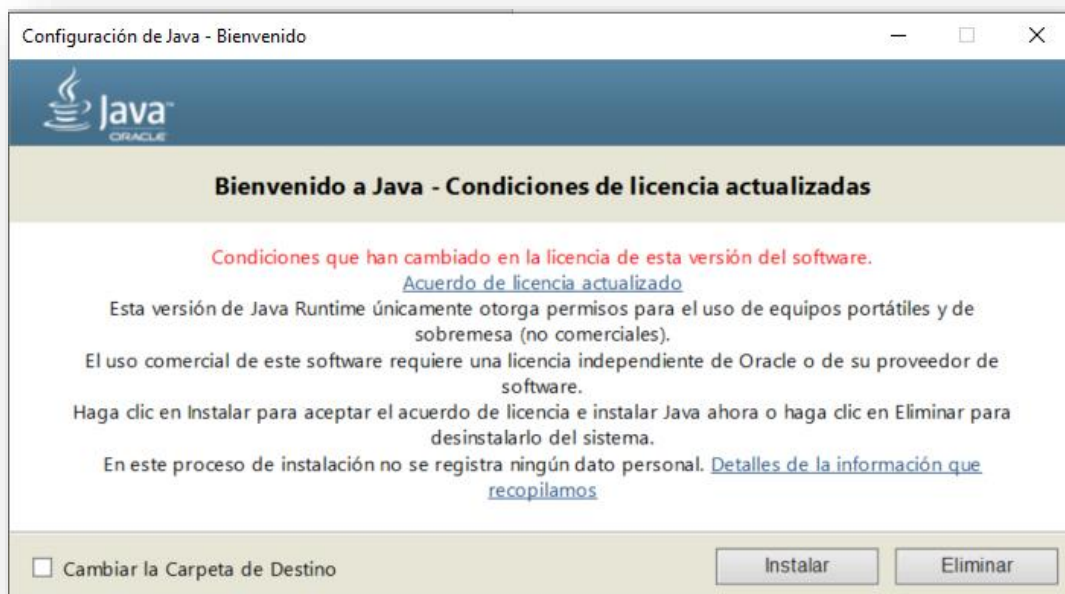 Configuración de Java - Bienvenido
Java™
ORACLE
Bienvenido a Java - Condiciones de licencia actualizadas
Condiciones que han cambiado en la licencia de esta versión del software.
Acuerdo de licencia actualizado
Esta versión de Java Runtime únicamente otorga permisos para el uso de equipos portátiles y de
sobremesa (no comerciales).
El uso comercial de este software requiere una licencia independiente de Oracle o de su proveedor de
software.
Haga clic en Instalar para aceptar el acuerdo de licencia e instalar Java ahora o haga clic en Eliminar para
desinstalarlo del sistema.
En este proceso de instalación no se registra ningún dato personal. Detalles de la información que
recopilamos
Cambiar la Carpeta de Destino
Instalar
Eliminar